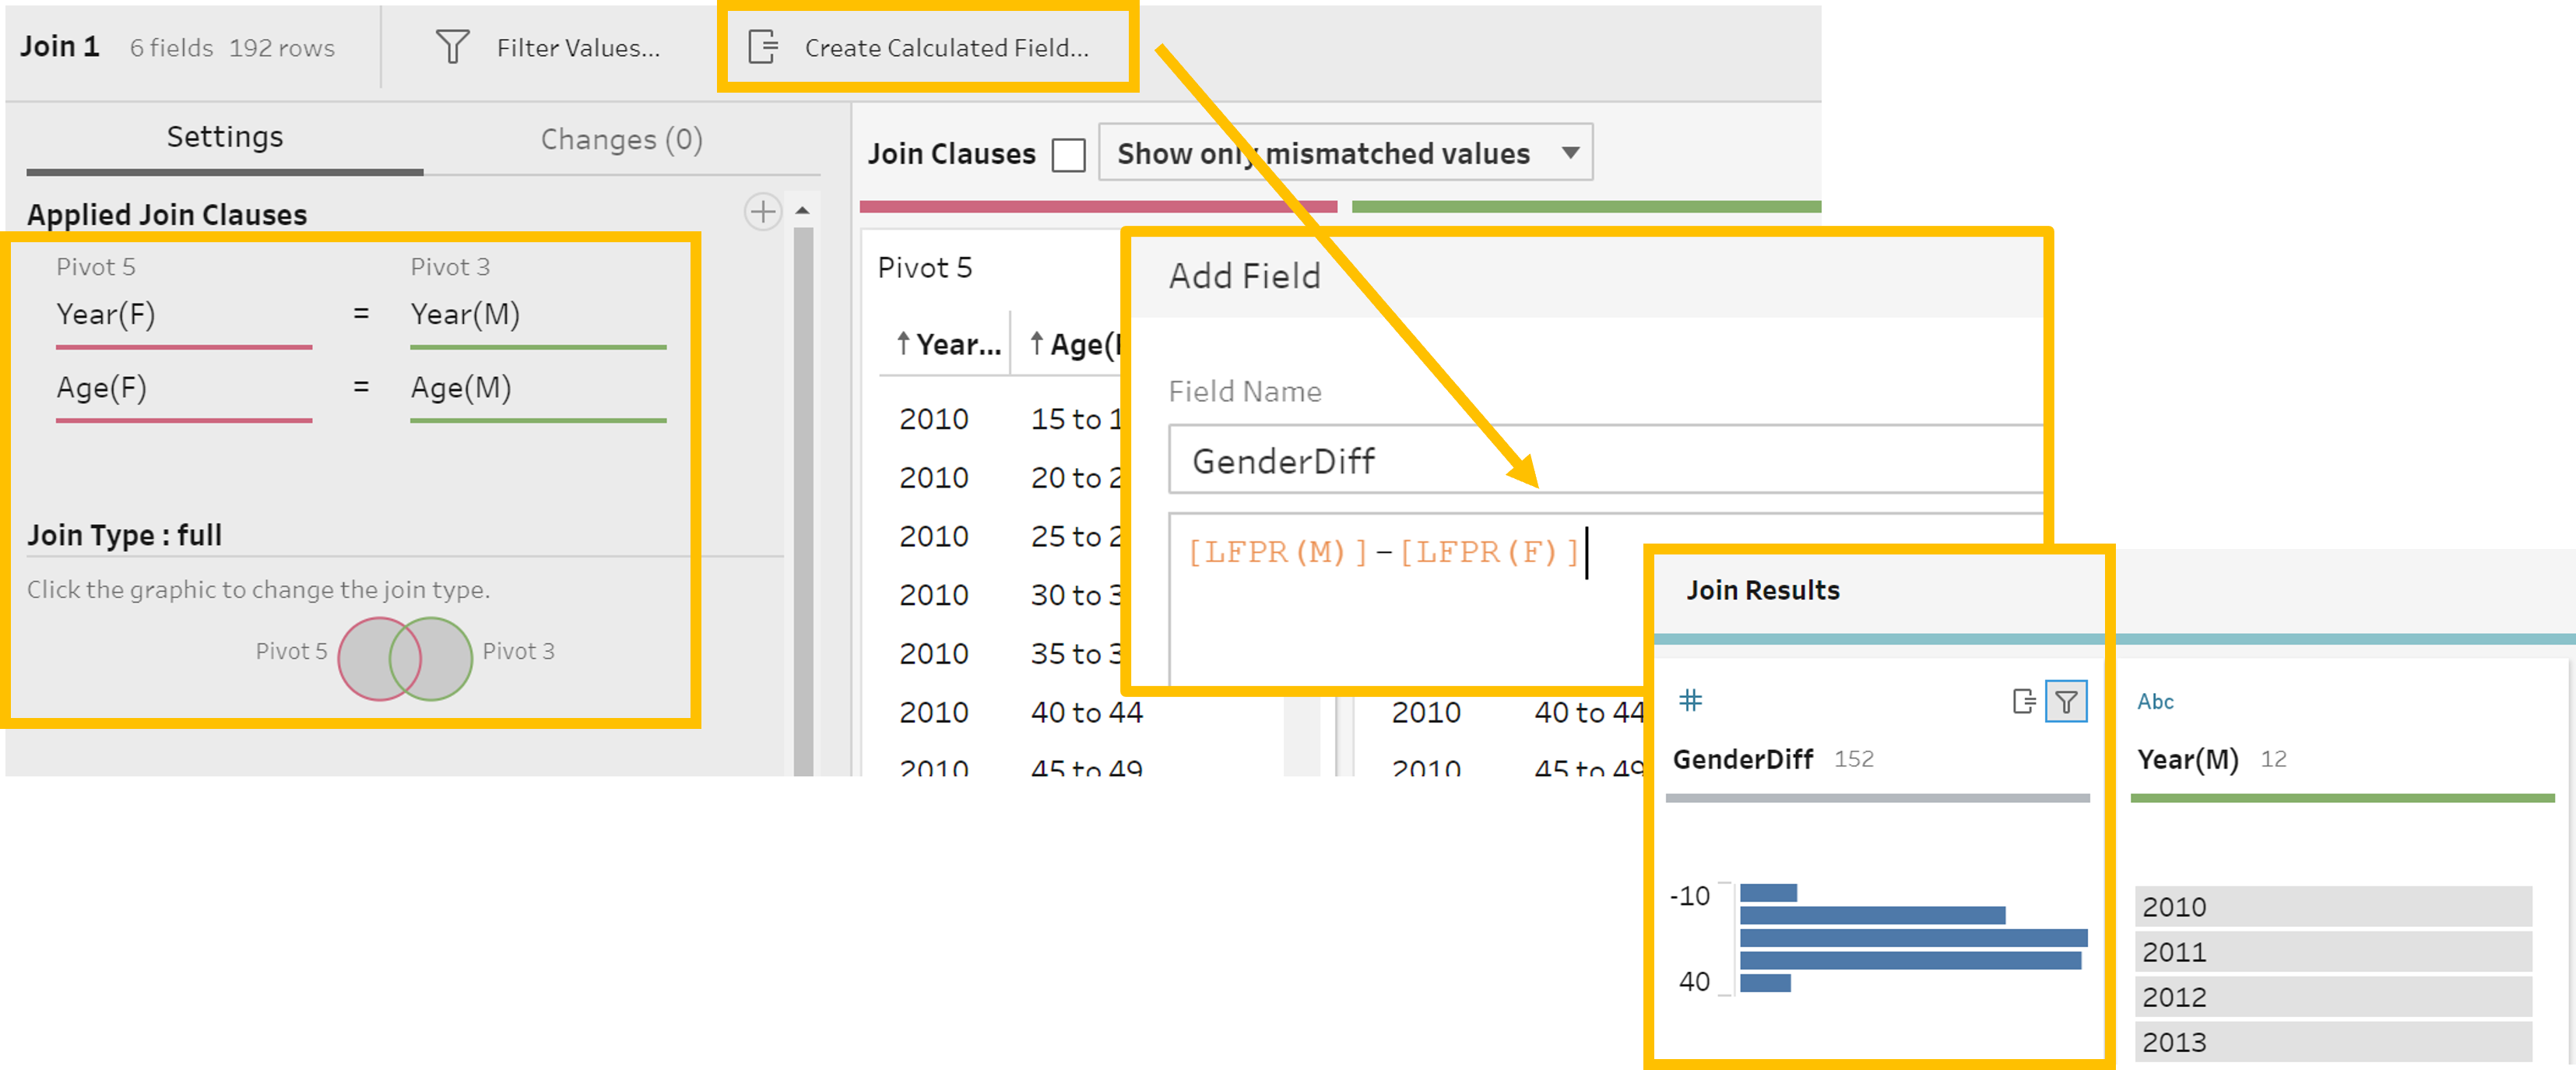 Join 1 6 fields 192 rows Filter Values... Create Calculated Field...
Settings Changes (0)
Applied Join Clauses
Pivot 5 Pivot 3
Year(F) = Year(M)
Age(F) = Age(M)
Join Type : full
Click the graphic to change the join type.
Pivot 5 Pivot 3
Join Clauses Show only mismatched values
Pivot 5
Year... Age(
2010 15 to 1
2010 20 to 2
2010 25 to 2
2010 30 to 3
2010 35 to 3
2010 40 to 44
2010 45 to 49
2010 40 to 44
2010 45 to 49
Add Field
Field Name
GenderDiff
[LFPR(M)]-[LFPR(F)]
Join Results
# Abc
GenderDiff 152
Year(M) 12
-10
40
2010
2011
2012
2013